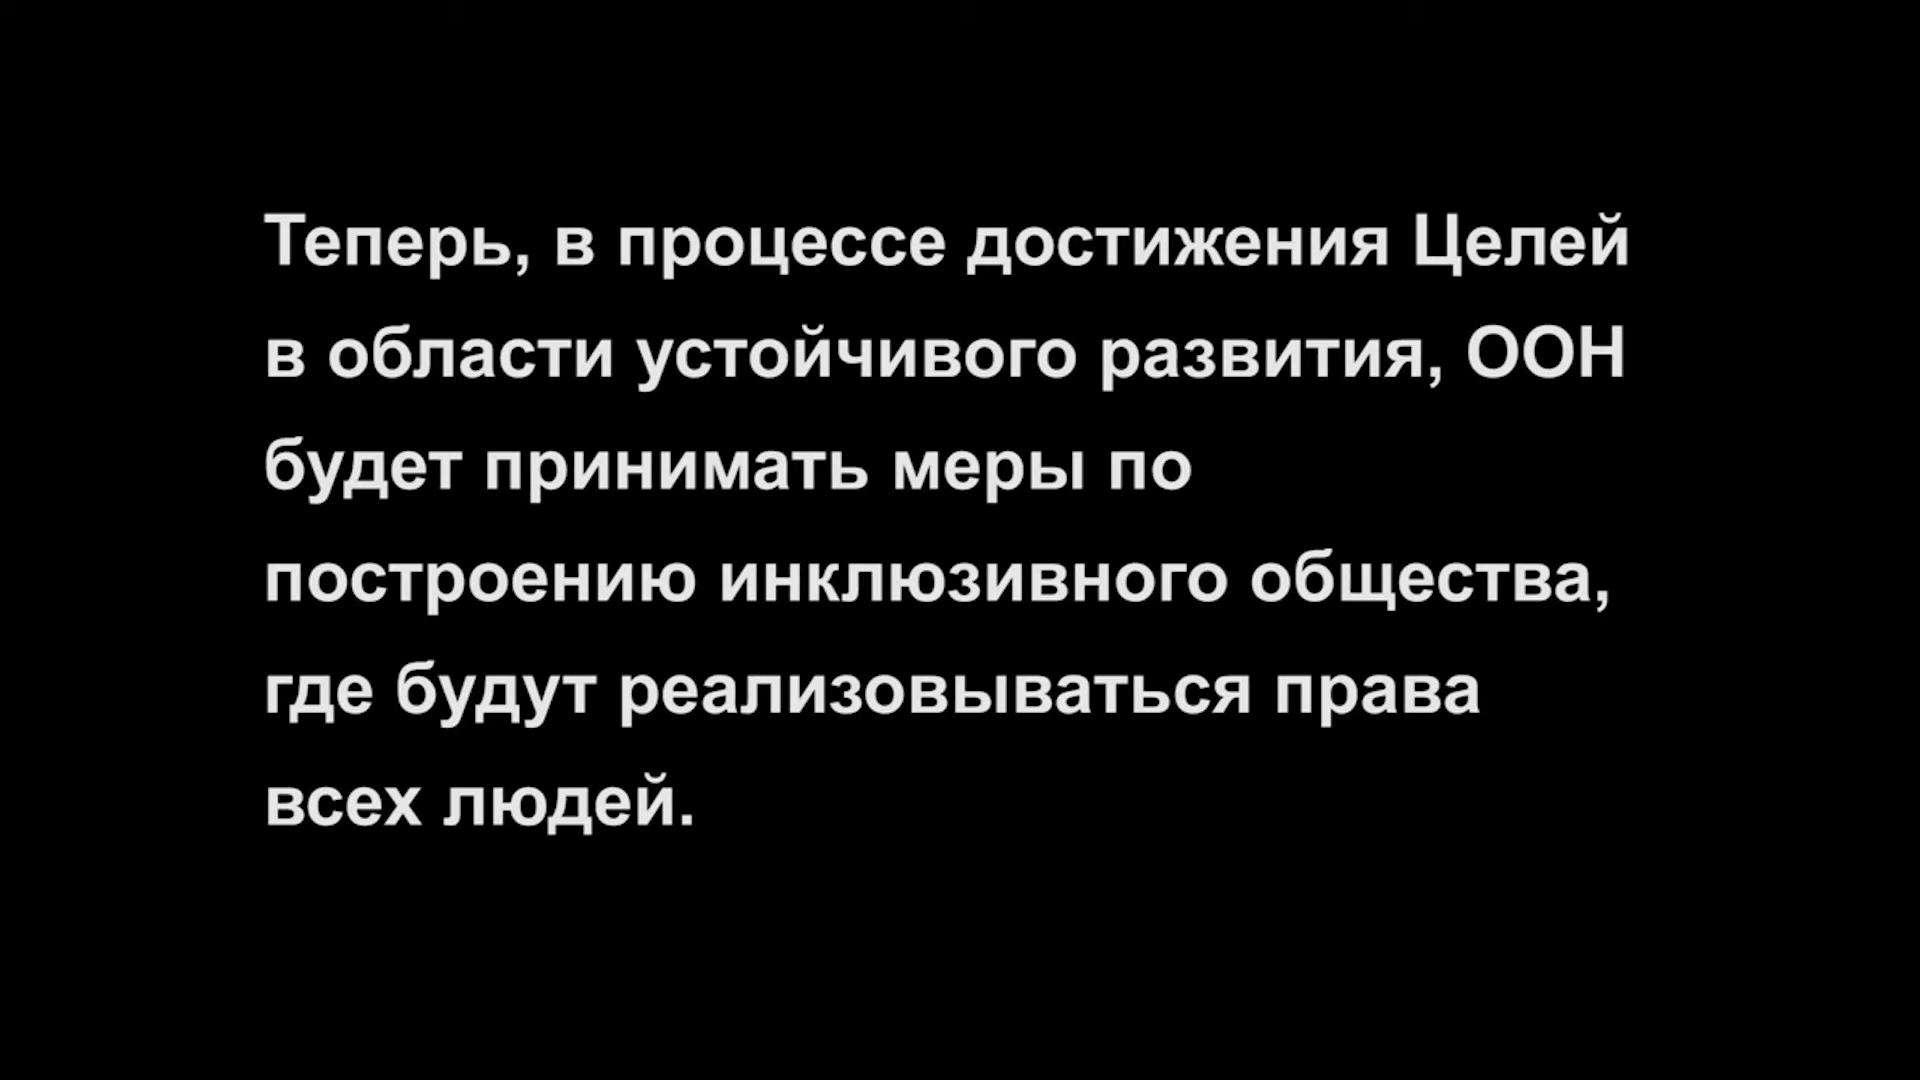 Теперь, в процессе достижения Целей
в области устойчивого развития, ООН
будет принимать меры по
построению инклюзивного общества,
где будут реализовываться права
всех людей.